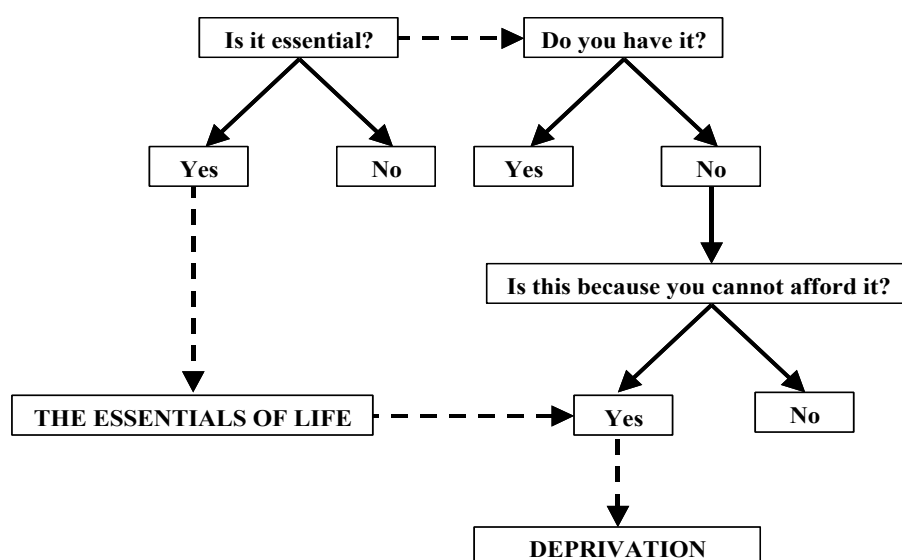 Is it essential?
Do you have it?
Yes
No
Yes
No
Is this because you cannot afford it?
THE ESSENTIALS OF LIFE
Yes
No
DEPRIVATION